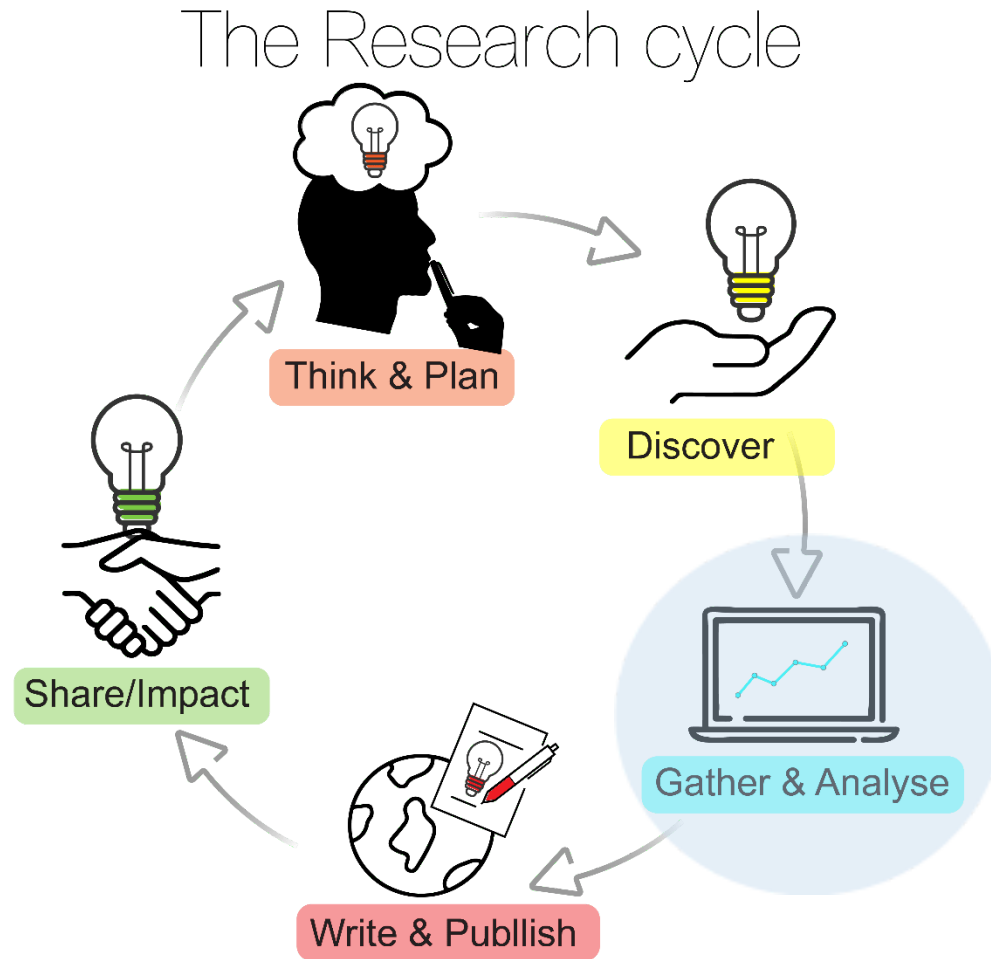 The Research cycle
Think & Plan
Discover
Gather & Analyse
Write & Publlish
Share/Impact